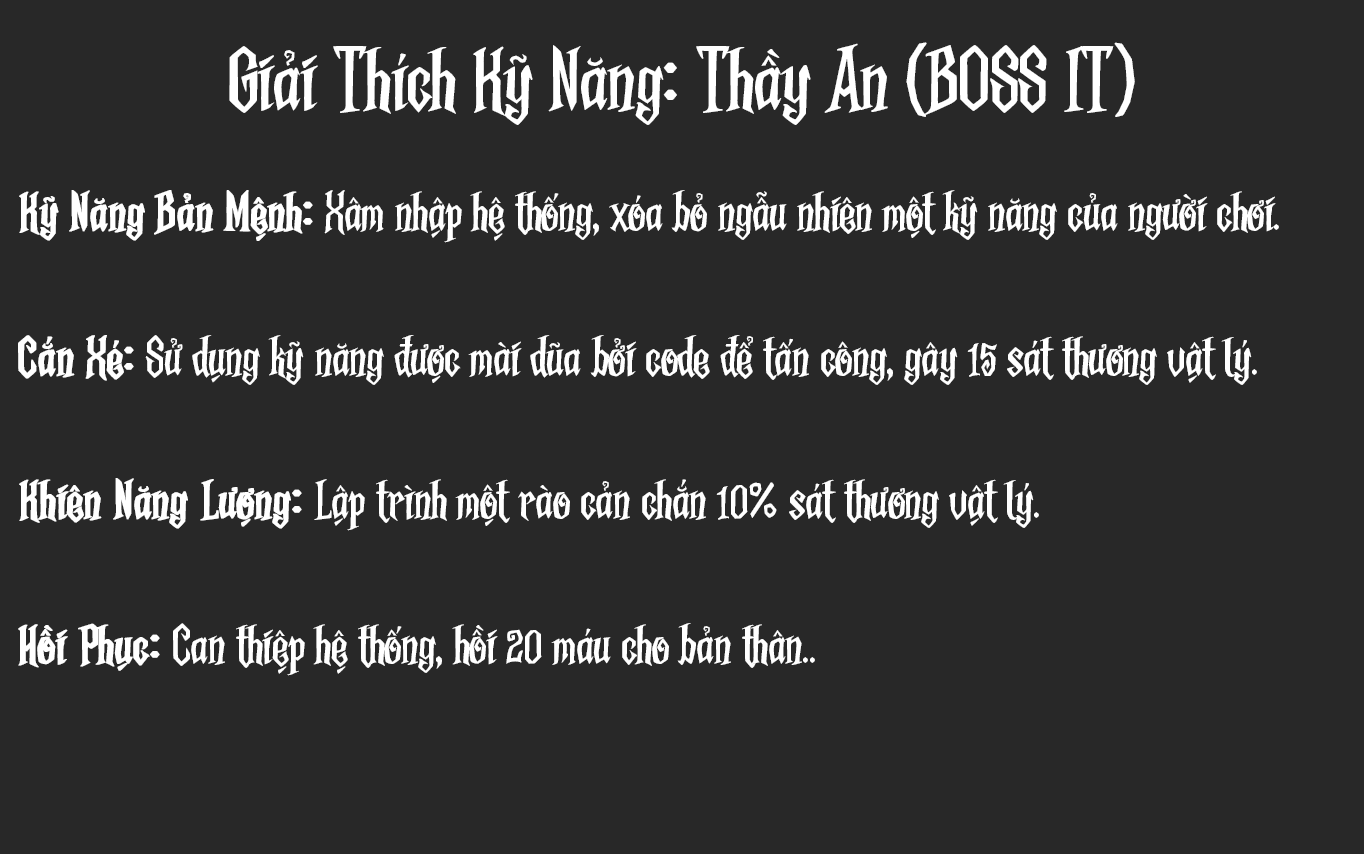 Giải Thích Kỹ Năng: Thầy An (BOSS IT)
Kỹ Năng Bản Mệnh: Xâm nhập hệ thống, xóa bỏ ngẫu nhiên một kỹ năng của người chơi.
Cắn Xé: Sử dụng kỹ năng được mài dũa bởi code để tấn công, gây 15 sát thương vật lý.
Khiên Năng Lượng: Lập trình một rào cản chắn 10% sát thương vật lý.
Hồi Phục: Can thiệp hệ thống, hồi 20 máu cho bản thân..